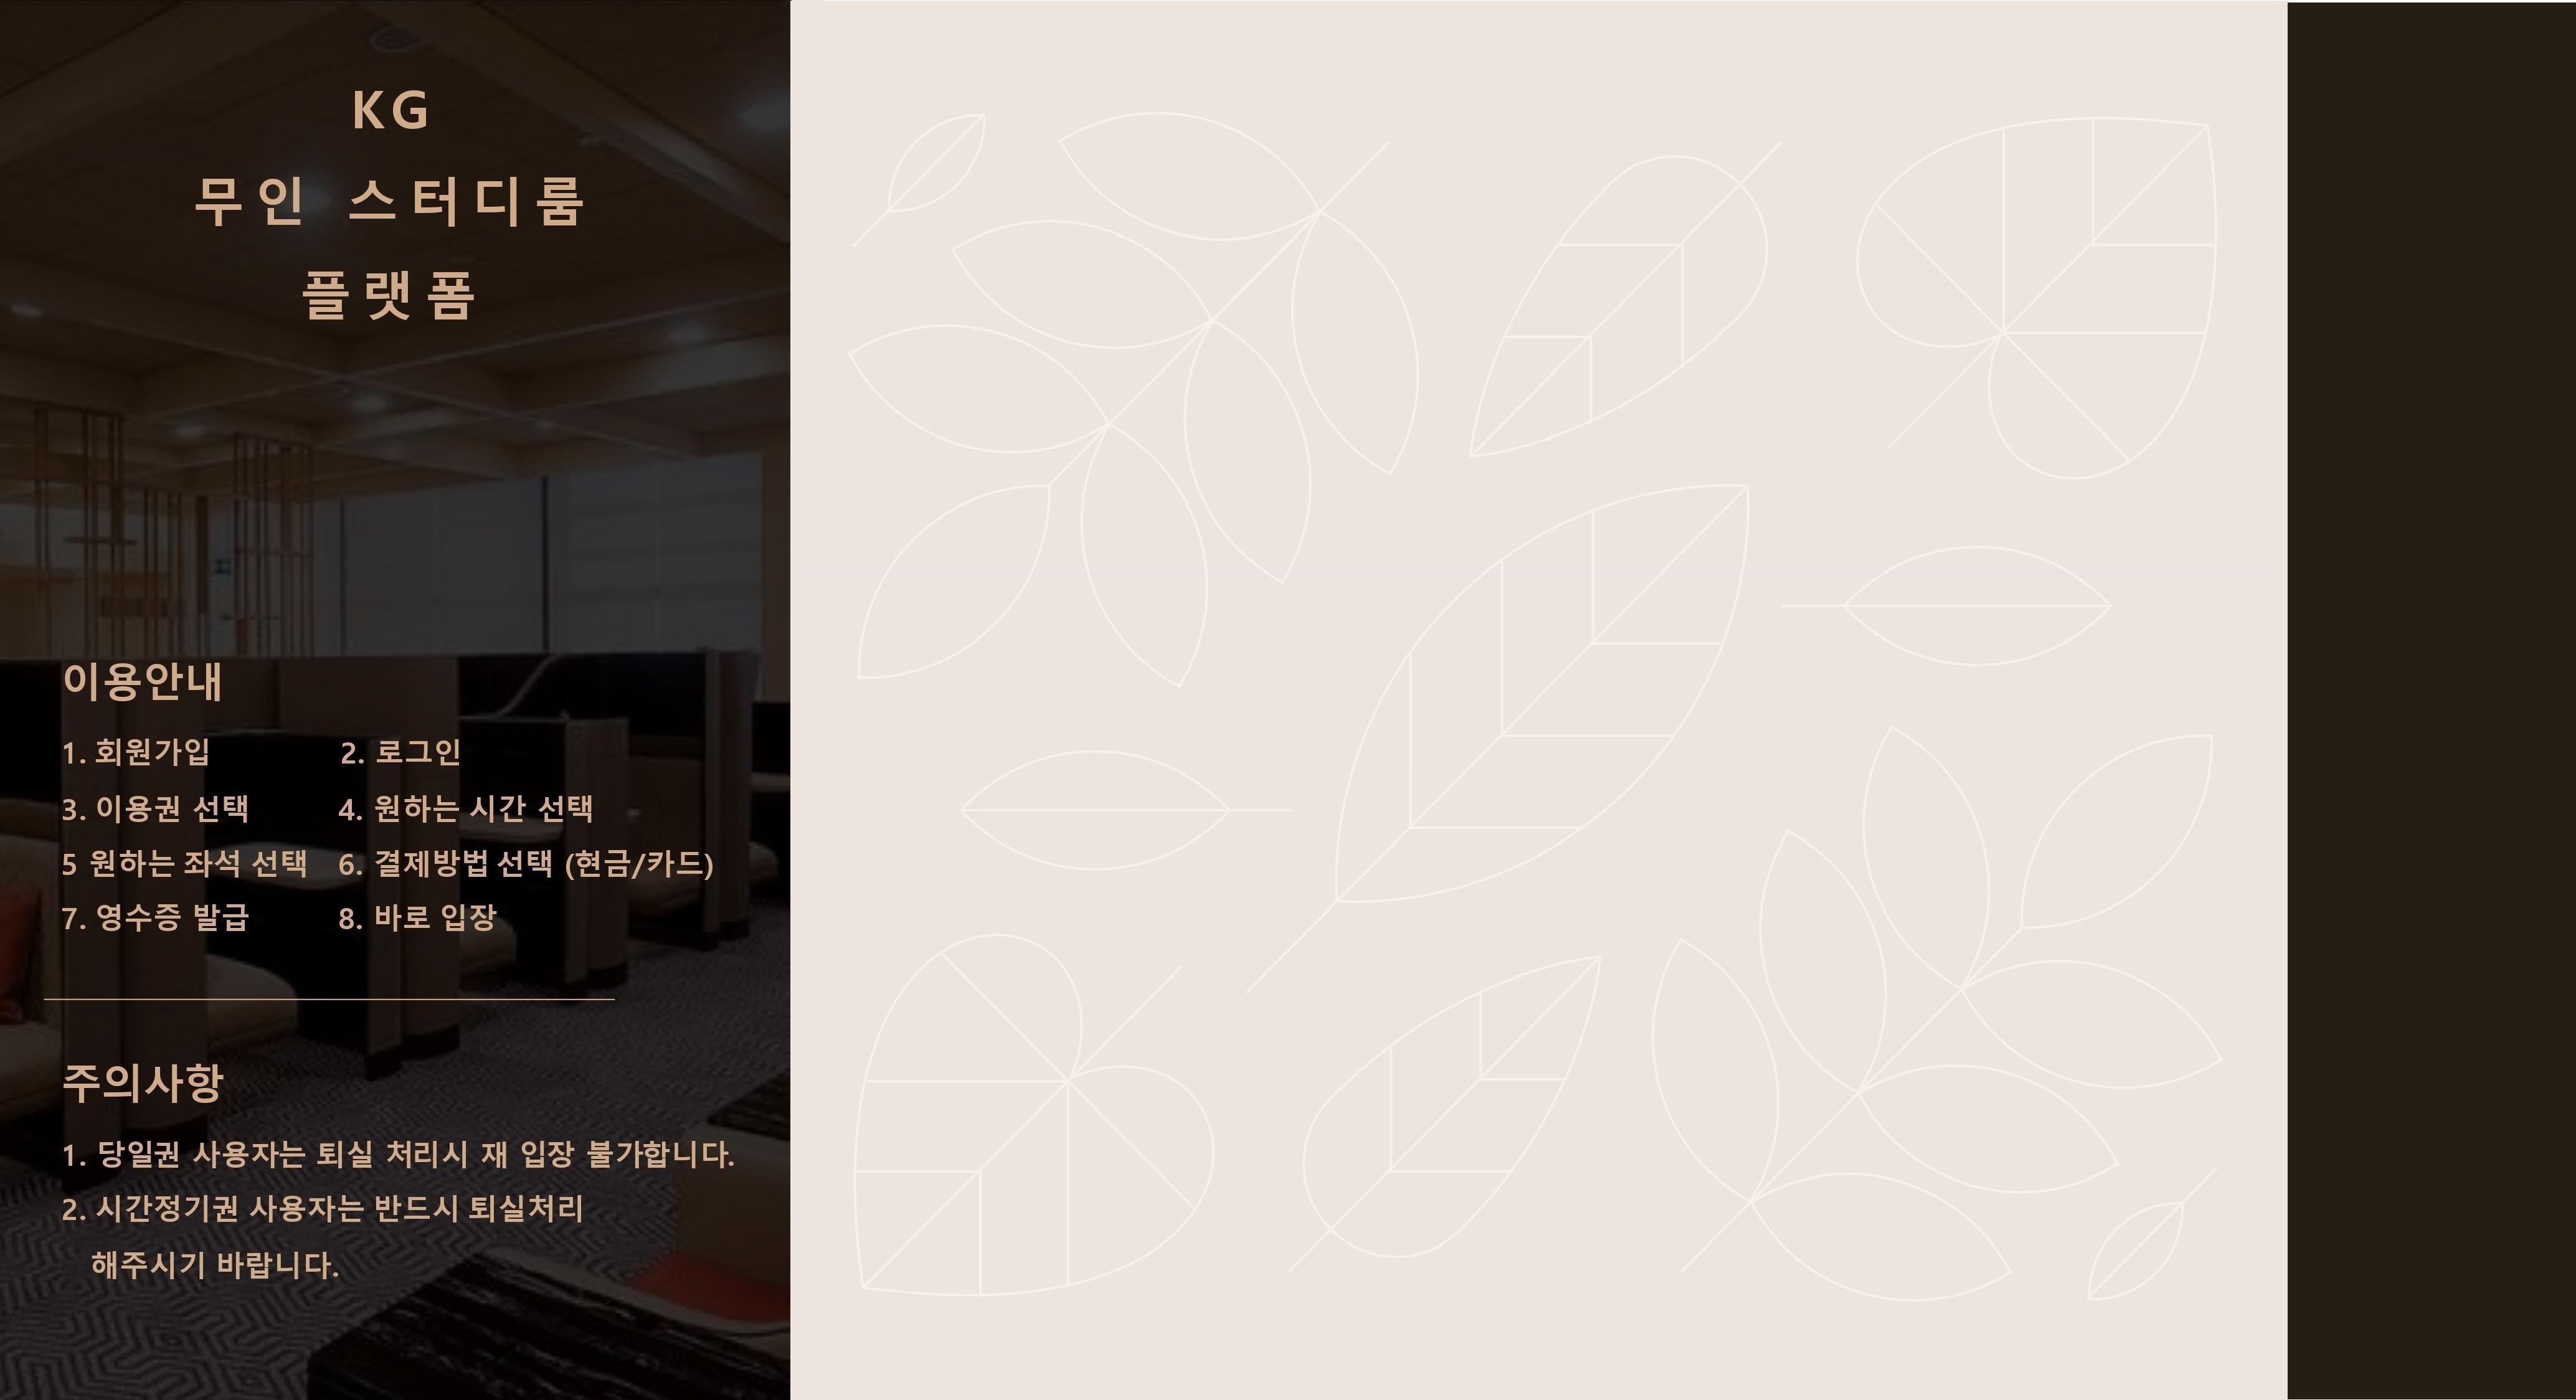 KG
무인 스터디룸
플랫폼
이용안내
1. 회원가입 2. 로그인
3. 이용권 선택 4. 원하는 시간 선택
5 원하는 좌석 선택 6. 결제방법 선택 (현금/카드)
7. 영수증 발급 8. 바로 입장
주의사항
1. 당일권 사용자는 퇴실 처리시 재 입장 불가합니다.
2. 시간정기권 사용자는 반드시 퇴실처리
해주시기 바랍니다.